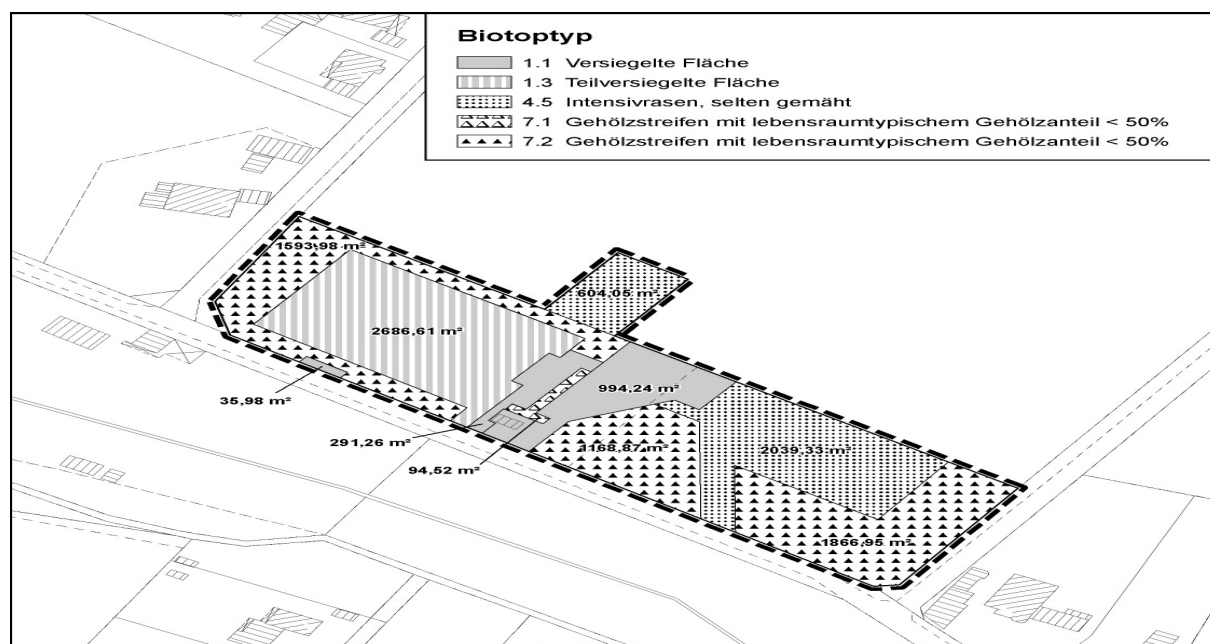 Biotoptyp
1.1 Versiegelte Fläche
1.3 Teilversiegelte Fläche
4.5 Intensivrasen, selten gemäht
7.1 Gehölzstreifen mit lebensraumtypischem Gehölzanteil < 50%
7.2 Gehölzstreifen mit lebensraumtypischem Gehölzanteil < 50%
1593,98 m²
604,05 m²
2686,61 m²
994,24 m²
35,98 m²
291,26 m²
1168,87 m²
2039,33 m²
94,52 m²
1866,95 m²